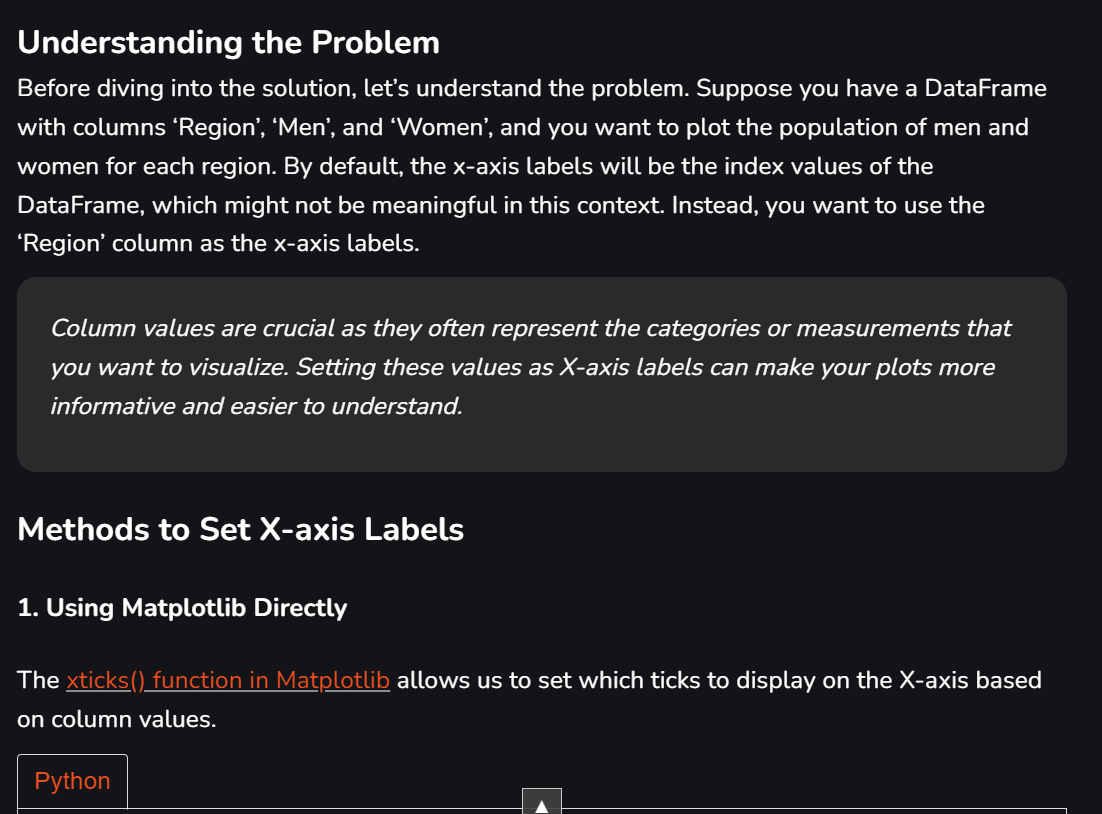 Understanding the Problem
Before diving into the solution, let’s understand the problem. Suppose you have a DataFrame
with columns ‘Region’, ‘Men’, and ‘Women’, and you want to plot the population of men and
women for each region. By default, the x-axis labels will be the index values of the
DataFrame, which might not be meaningful in this context. Instead, you want to use the
‘Region’ column as the x-axis labels.
Column values are crucial as they often represent the categories or measurements that
you want to visualize. Setting these values as X-axis labels can make your plots more
informative and easier to understand.
Methods to Set X-axis Labels
1. Using Matplotlib Directly
The xticks() function in Matplotlib allows us to set which ticks to display on the X-axis based
on column values.
Python